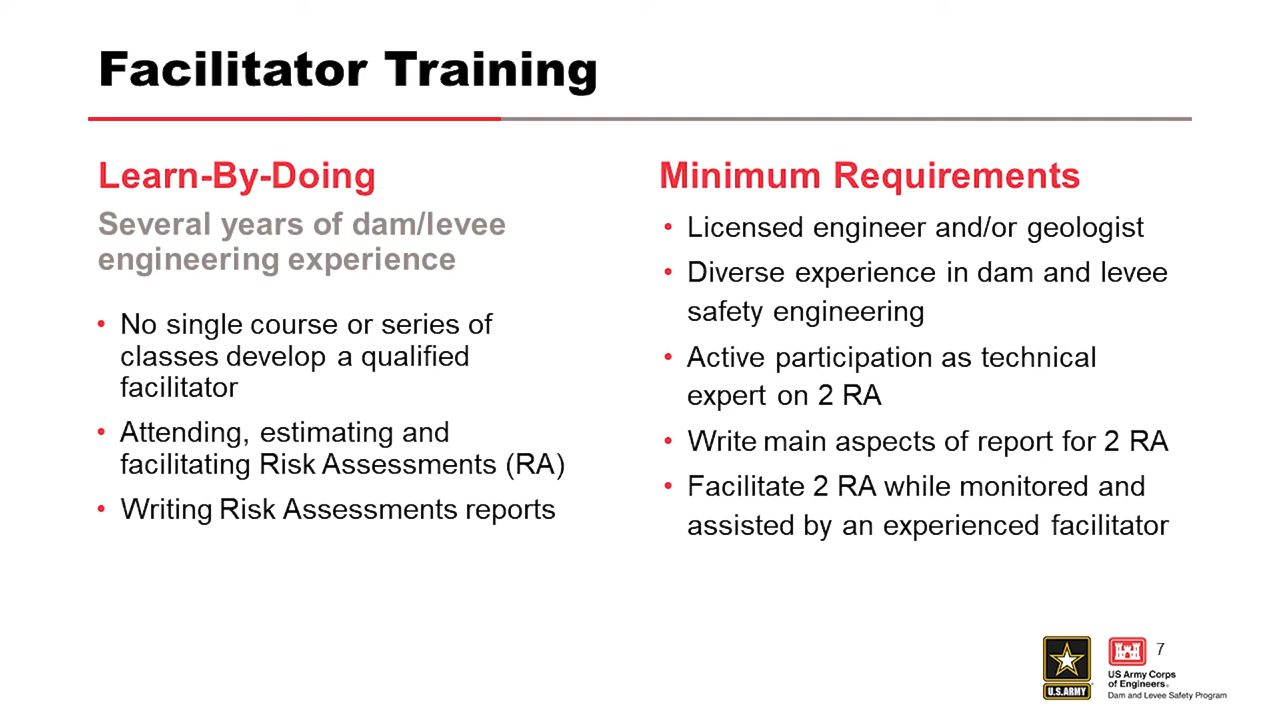 Facilitator Training
Learn-By-Doing
Several years of dam/levee
engineering experience
• No single course or series of
classes develop a qualified
facilitator
• Attending, estimating and
facilitating Risk Assessments (RA)
• Writing Risk Assessments reports
Minimum Requirements
• Licensed engineer and/or geologist
• Diverse experience in dam and levee
safety engineering
• Active participation as technical
expert on 2 RA
• Write main aspects of report for 2 RA
• Facilitate 2 RA while monitored and
assisted by an experienced facilitator
U.S.ARMY
7
US Army Corps
of Engineers®
Dam and Levee Safety Program